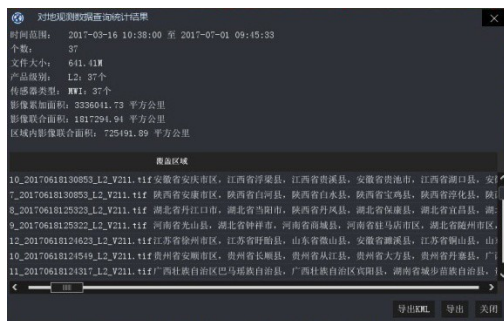 对地观测数据查询统计结果
时间范围： 2017-03-16 10:38:00 至 2017-07-01 09:45:33
个数： 37
文件大小： 641.41M
产品级别： L2：37个
传感器类型： MWI：37个
影像累加面积：3336041.73 平方公里
影像联合面积：1817294.94 平方公里
区域内影像联合面积：725491.89 平方公里
覆盖区域
10_20170618130853_L2_V211.tif 安徽省安庆市区，江西省浮梁县，江西省贵溪县，安徽省贵池市，江西省湖口县，安
7_20170618130853_L2_V211.tif 陕西省安康市区，陕西省白河县，陕西省白水县，陕西省宝鸡县，陕西省淳化县，陕
8_20170618125323_L2_V211.tif 湖北省丹江口市，湖北省当阳市，陕西省丹凤县，湖北省保康县，湖北省宜昌县，湖
9_20170618125322_L2_V211.tif 河南省光山县，湖北省钟祥市，河南省商城县，河南省驻马店市区，湖北省随州市区，
12_20170618124623_L2_V211.tif 江苏省徐州市区，江苏省盱眙县，山东省微山县，安徽省濉溪县，江苏省铜山县，山
10_20170618124549_L2_V211.tif 贵州省安顺市区，贵州省长顺县，贵州省从江县，贵州省大方县，贵州省丹寨县，广
11_20170618124317_L2_V211.tif 广西壮族自治区巴马瑶族自治县，广西壮族自治区宾阳县，湖南省城步苗族自治县，
导出KML 导出 关闭